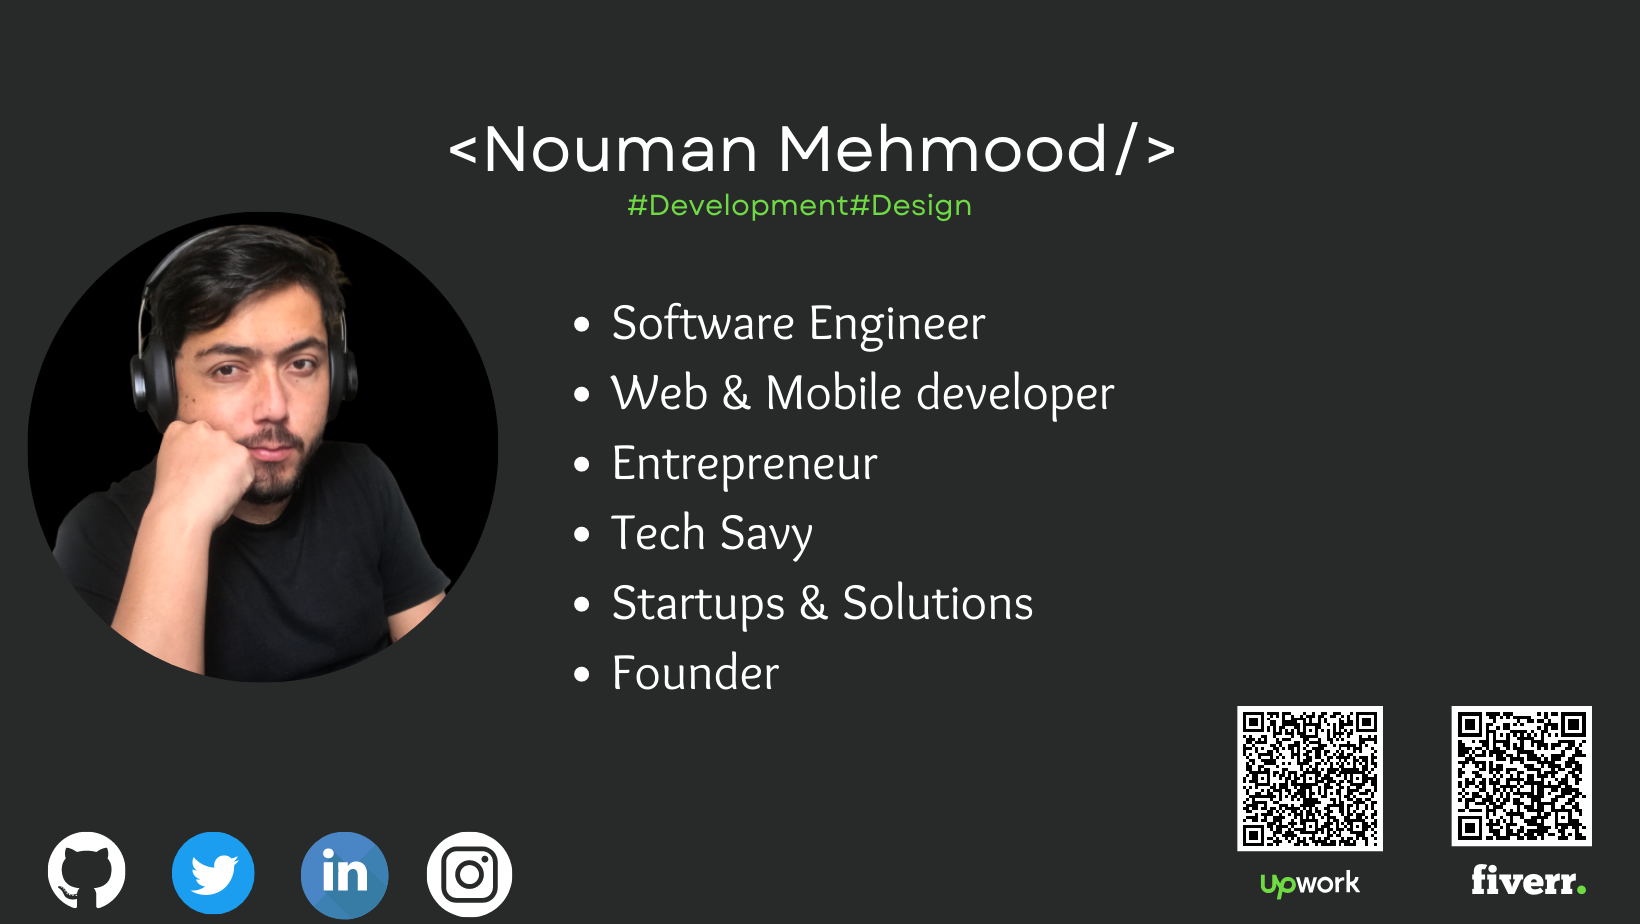 <Nouman Mehmood/>
#Development#Design
Software Engineer
Web & Mobile developer
Entrepreneur
Tech Savy
Startups & Solutions
Founder
in
upwork
fiverr.